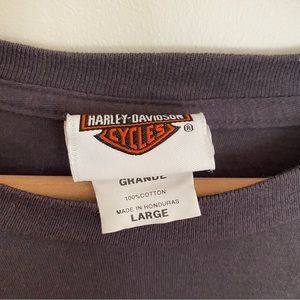 HARLEY-DAVIDSON
CYCLES
®
GRANDE
100% COTTON
MADE IN HONDURAS
LARGE